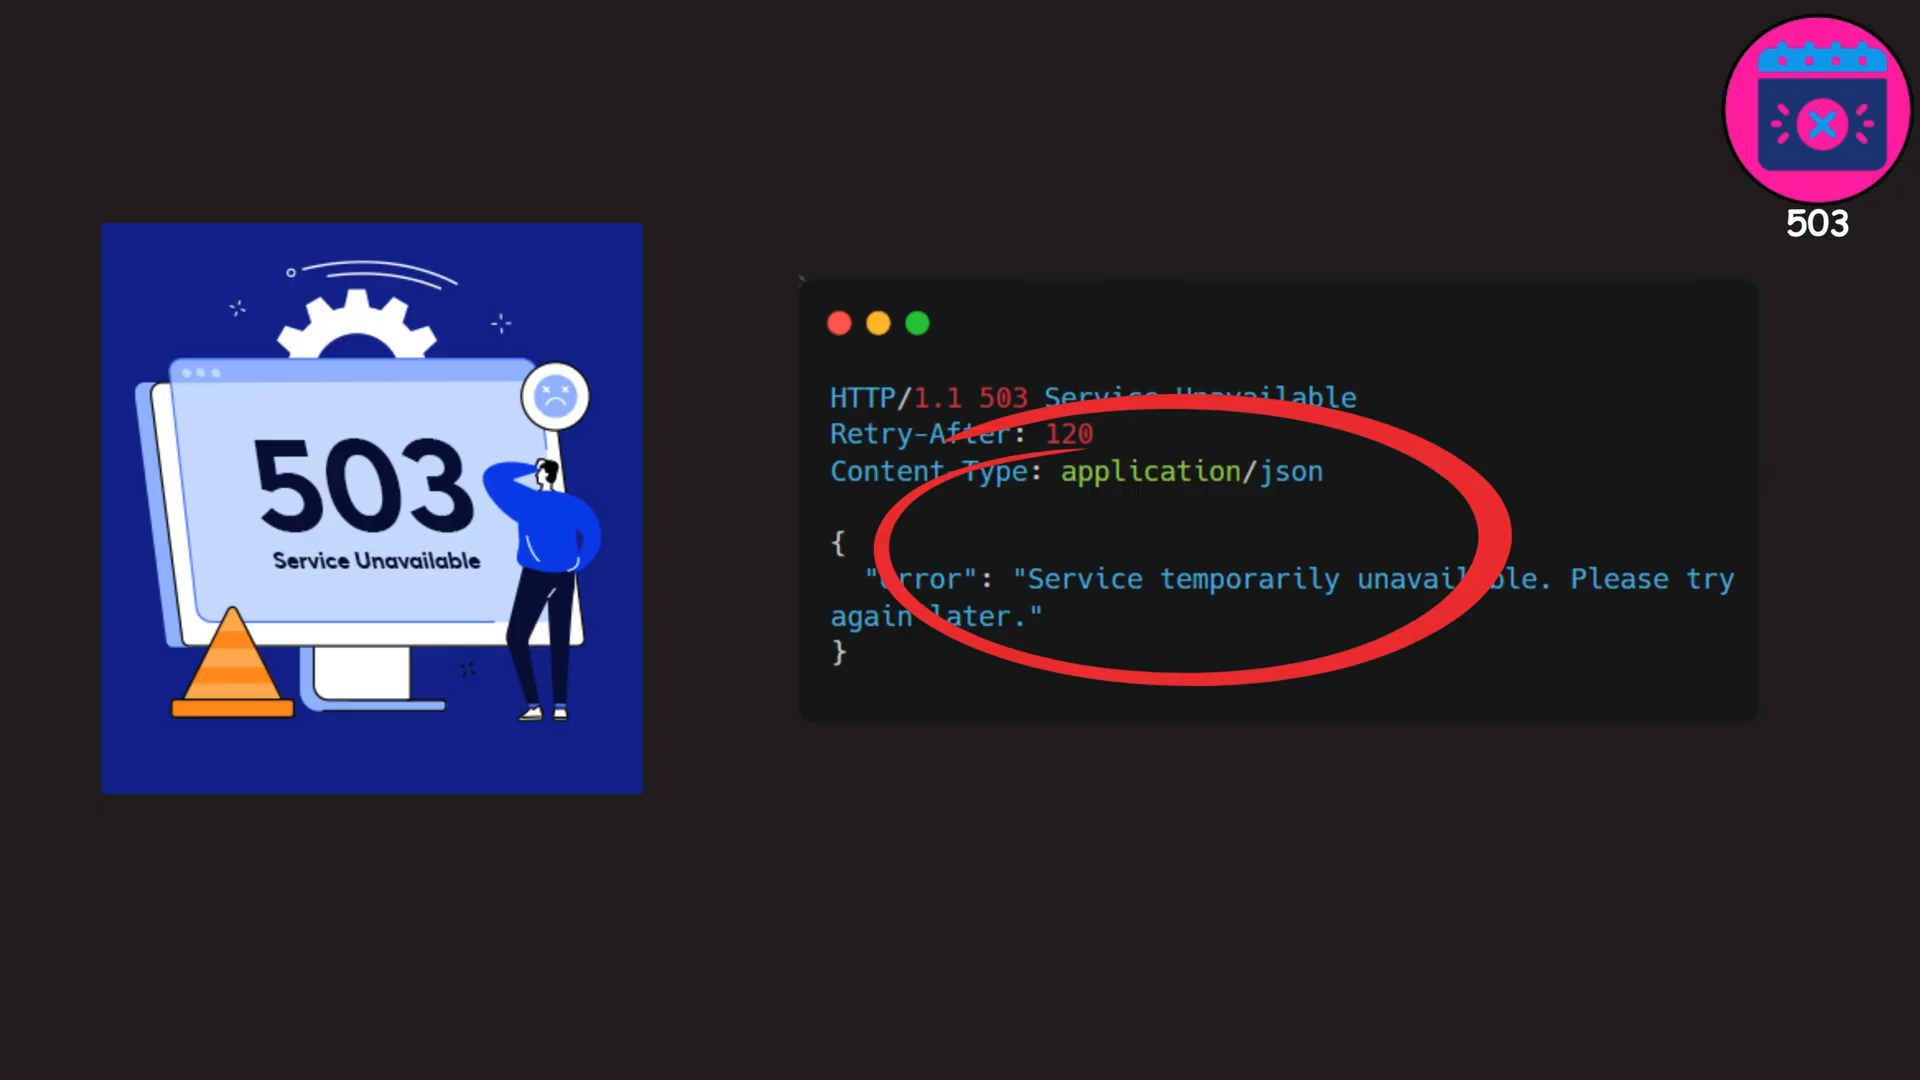 503
503
Service Unavailable
HTTP/1.1 503 Service Unavailable
Retry-After: 120
Content-Type: application/json
{
"error": "Service temporarily unavailable. Please try
again later."
}